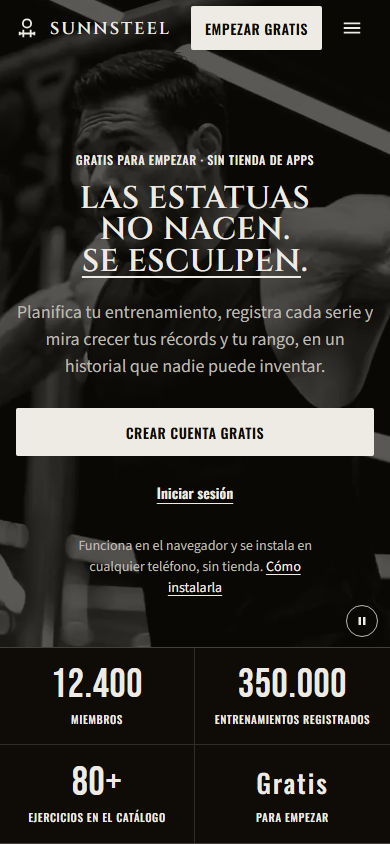 SUNNSTEEL
EMPEZAR GRATIS
GRATIS PARA EMPEZAR · SIN TIENDA DE APPS
LAS ESTATUAS
NO NACEN.
SE ESCULPEN.
Planifica tu entrenamiento, registra cada serie y
mira crecer tus récords y tu rango, en un
historial que nadie puede inventar.
CREAR CUENTA GRATIS
Iniciar sesión
Funciona en el navegador y se instala en
cualquier teléfono, sin tienda. Cómo
instalarla
12.400
MIEMBROS
350.000
ENTRENAMIENTOS REGISTRADOS
80+
EJERCICIOS EN EL CATÁLOGO
Gratis
PARA EMPEZAR